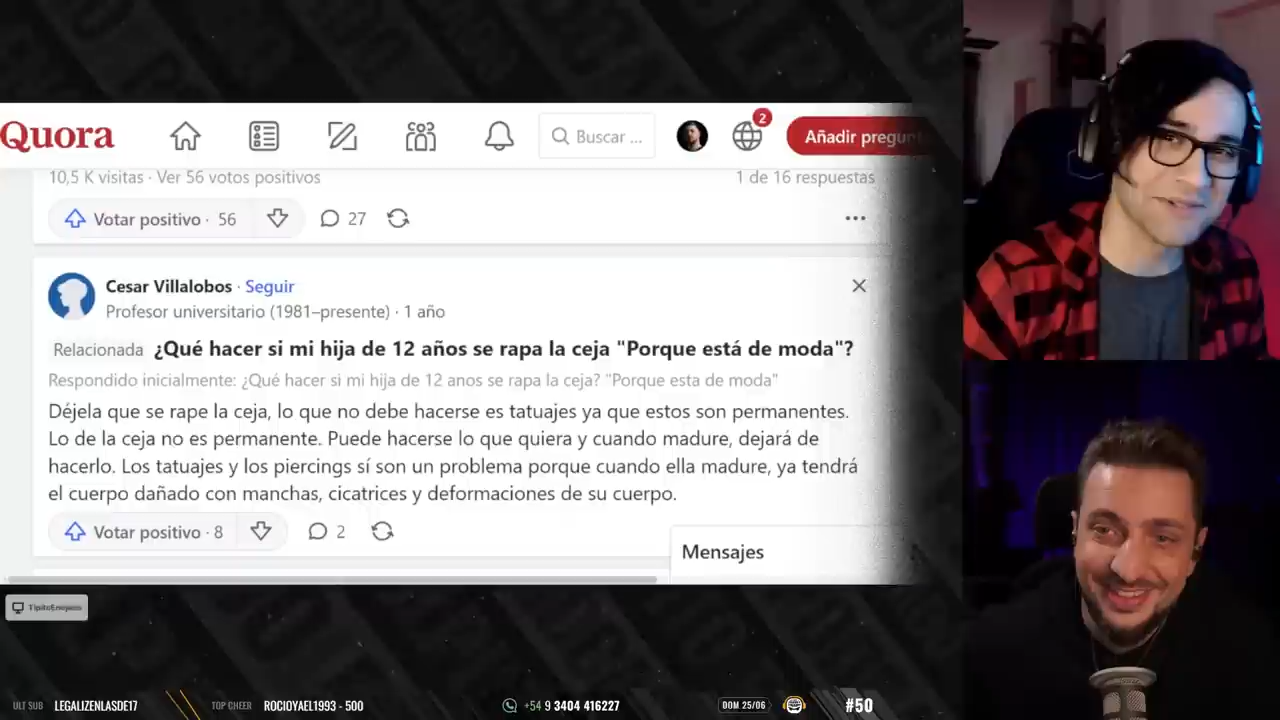 Quora
Buscar ...
2
Añadir pregun
10,5 K visitas · Ver 56 votos positivos
1 de 16 respuestas
Votar positivo · 56
27
Cesar Villalobos · Seguir
Profesor universitario (1981–presente) · 1 año
Relacionada ¿Qué hacer si mi hija de 12 años se rapa la ceja "Porque está de moda"?
Respondido inicialmente: ¿Qué hacer si mi hija de 12 anos se rapa la ceja? "Porque esta de moda"
Déjela que se rape la ceja, lo que no debe hacerse es tatuajes ya que estos son permanentes.
Lo de la ceja no es permanente. Puede hacerse lo que quiera y cuando madure, dejará de
hacerlo. Los tatuajes y los piercings sí son un problema porque cuando ella madure, ya tendrá
el cuerpo dañado con manchas, cicatrices y deformaciones de su cuerpo.
Votar positivo · 8
2
Mensajes
TipitoEnojado
ULT SUB LEGALIZENLASDE17
TOP CHEER ROCIOYAEL1993 - 500
+54 9 3404 416227
DOM 25/06
#50